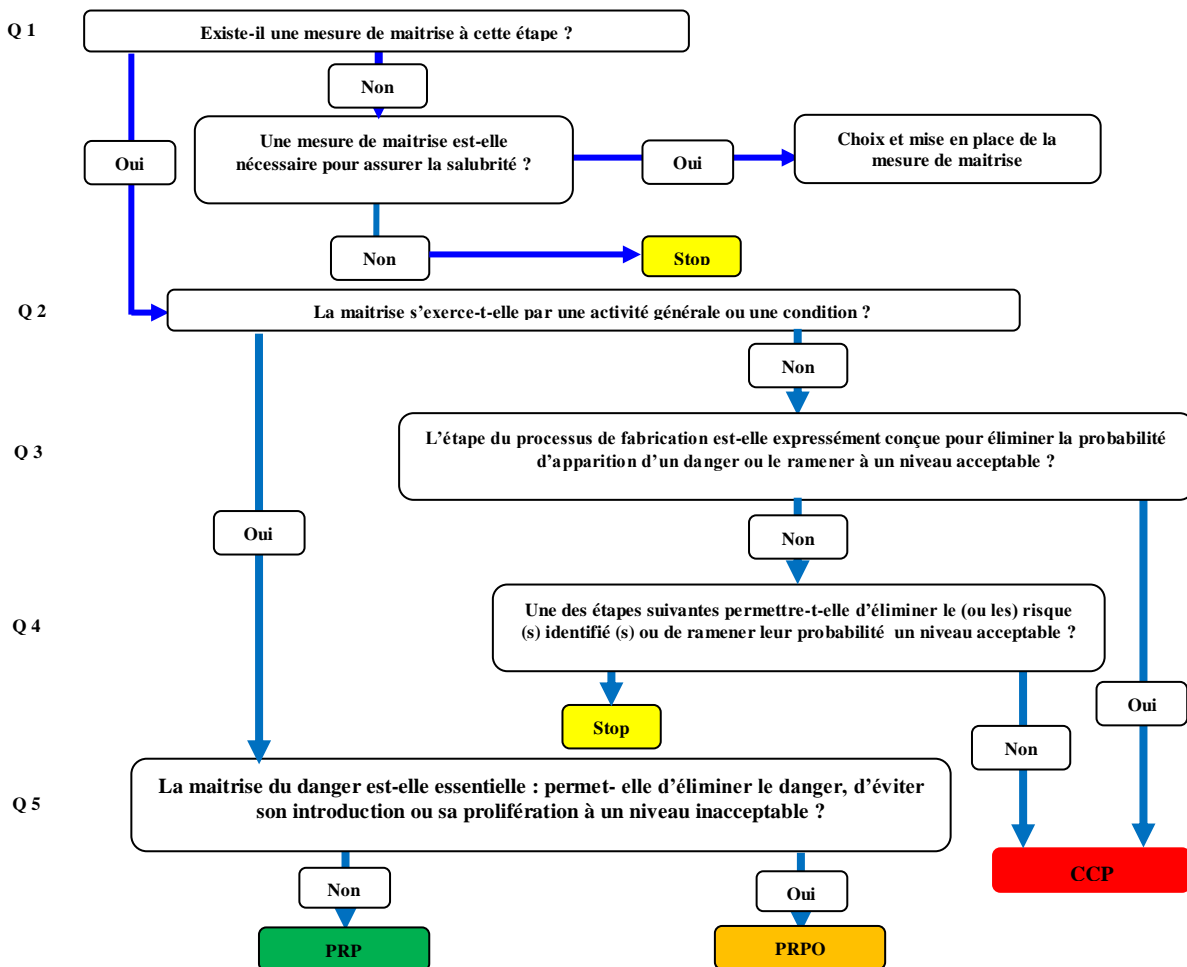 Q 1
Existe-il une mesure de maitrise à cette étape ?
Non
Une mesure de maitrise est-elle
nécessaire pour assurer la salubrité ?
Choix et mise en place de la
mesure de maitrise
Oui
Oui
Non
Stop
Q 2
La maitrise s’exerce-t-elle par une activité générale ou une condition ?
Non
Q 3
L’étape du processus de fabrication est-elle expressément conçue pour éliminer la probabilité
d’apparition d’un danger ou le ramener à un niveau acceptable ?
Oui
Non
Q 4
Une des étapes suivantes permettre-t-elle d’éliminer le (ou les) risque
(s) identifié (s) ou de ramener leur probabilité un niveau acceptable ?
Oui
Stop
Non
Q 5
La maitrise du danger est-elle essentielle : permet- elle d’éliminer le danger, d’éviter
son introduction ou sa prolifération à un niveau inacceptable ?
CCP
Non
Oui
PRP
PRPO